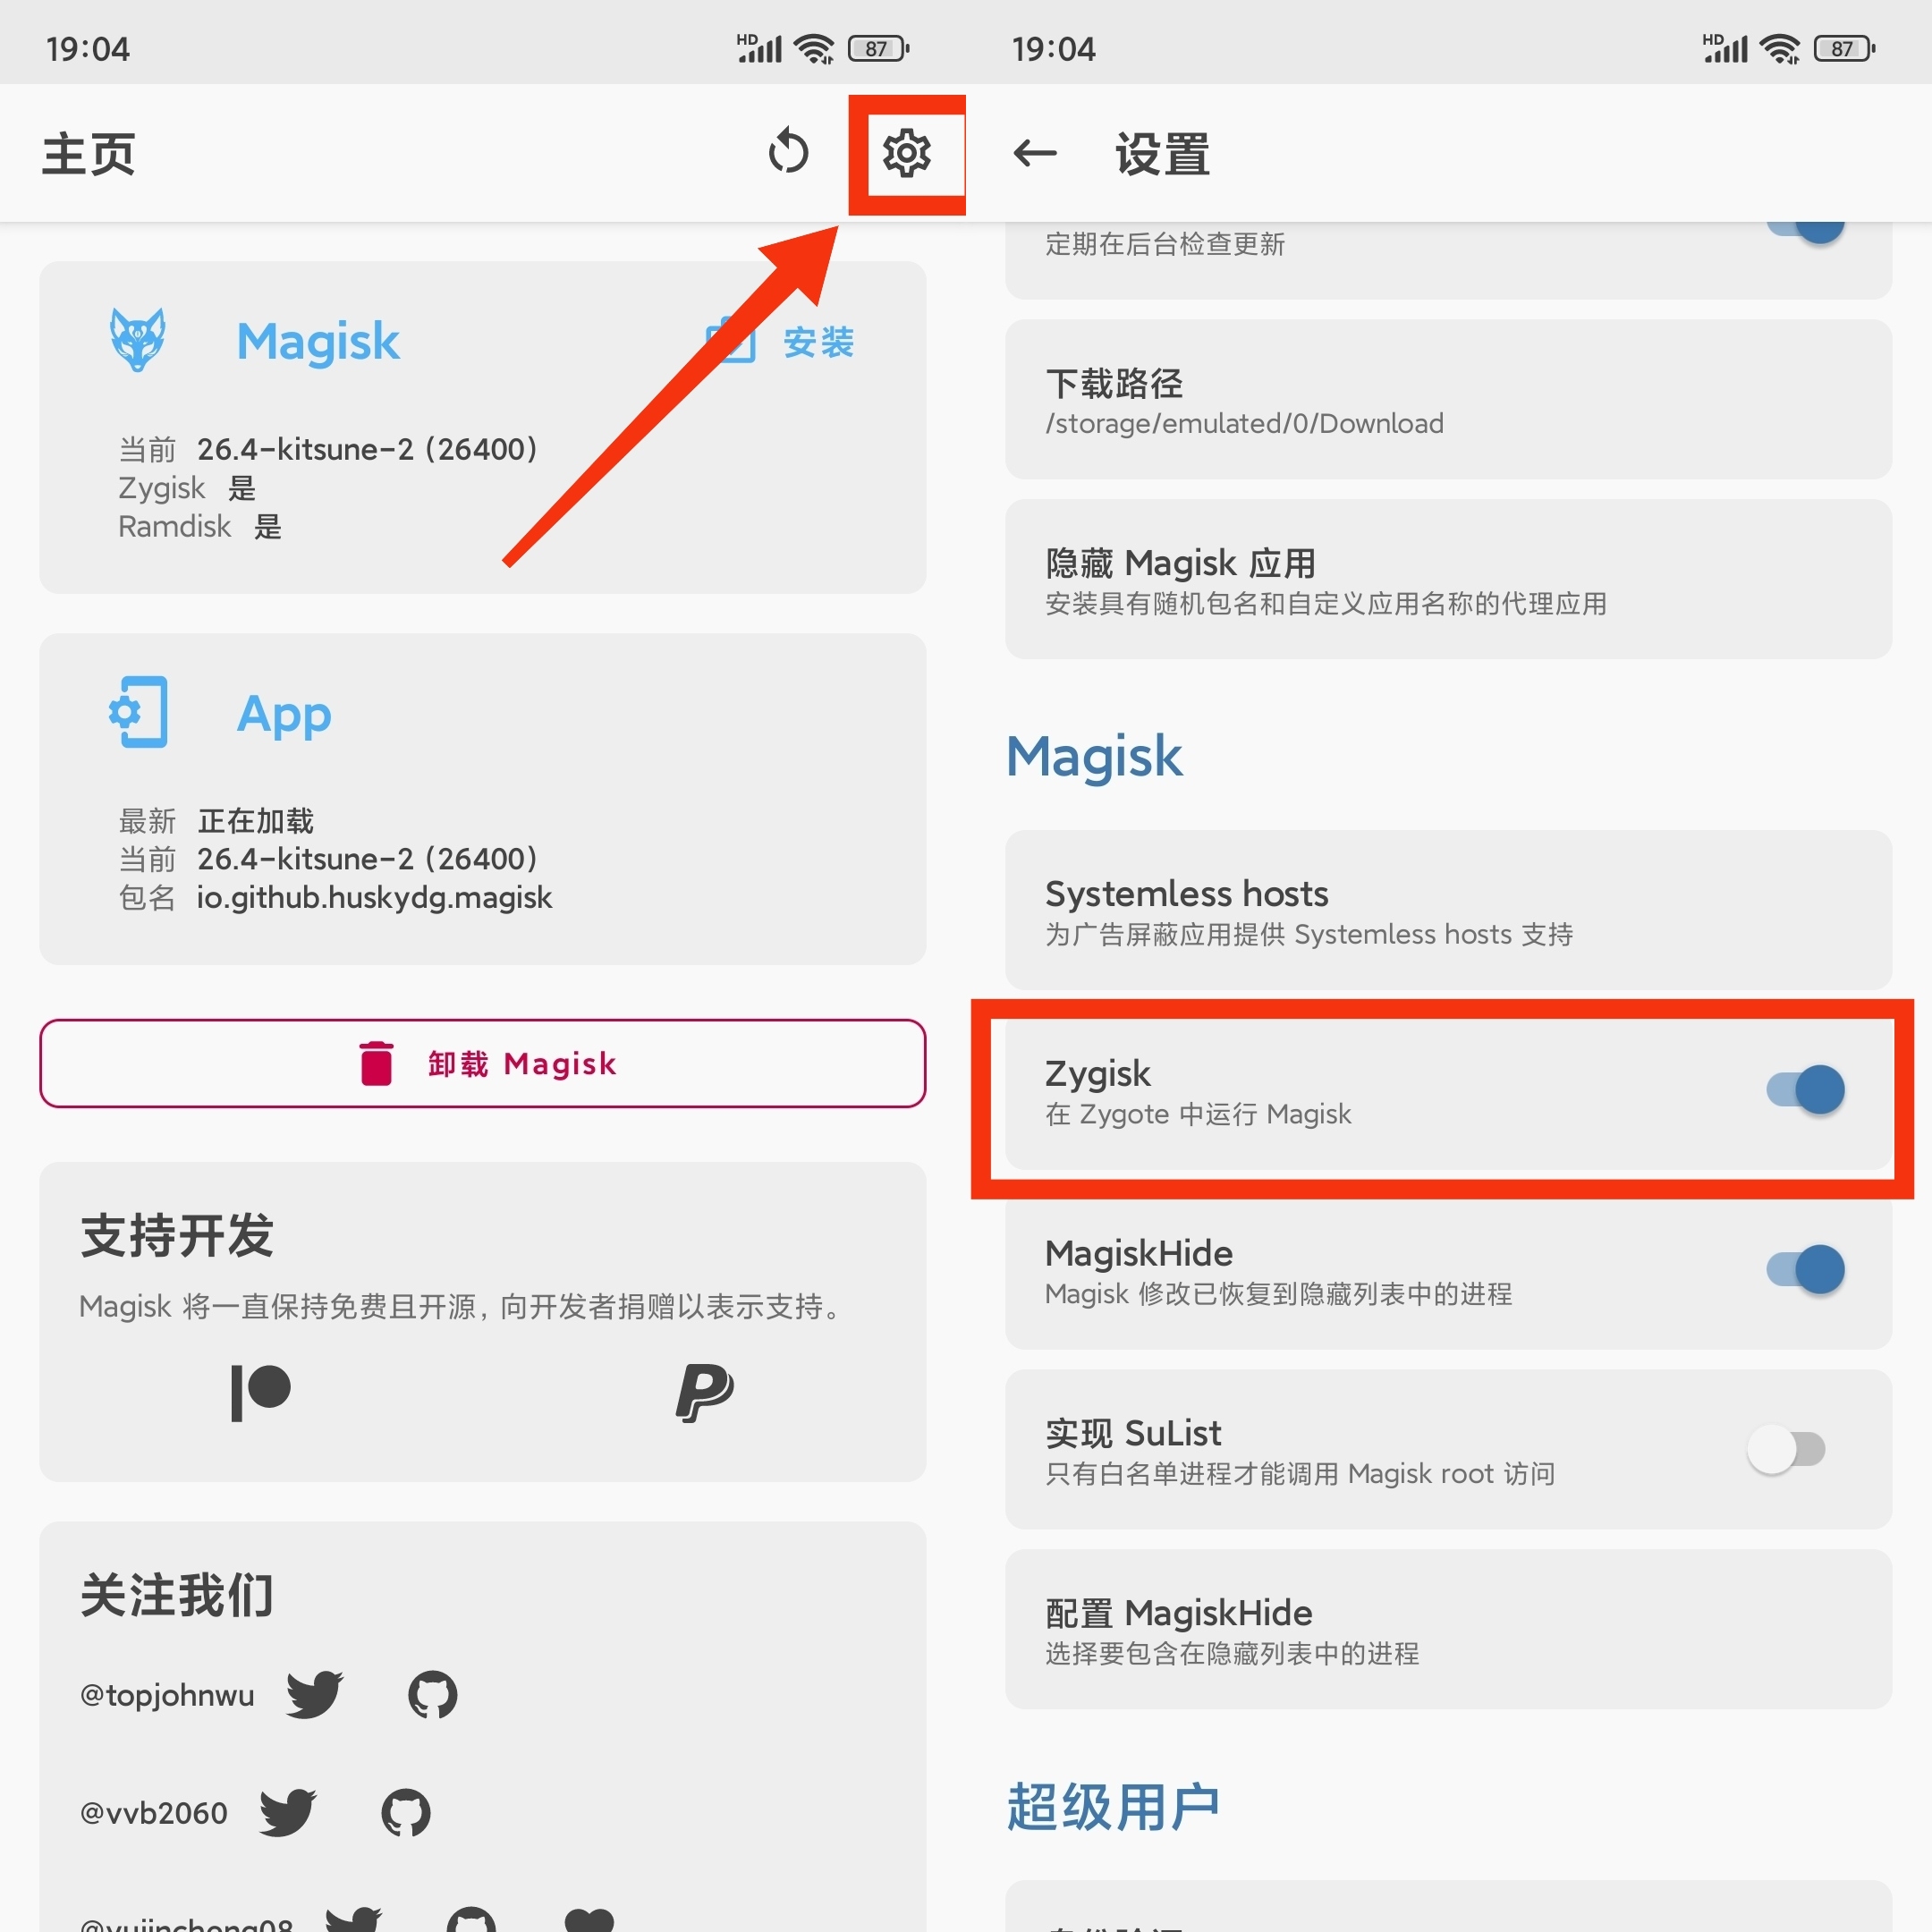 19:04
HD
87
主页
Magisk
安装
当前 26.4-kitsune-2 (26400)
Zygisk 是
Ramdisk 是
App
最新 正在加载
当前 26.4-kitsune-2 (26400)
包名 io.github.huskydg.magisk
卸载 Magisk
支持开发
Magisk 将一直保持免费且开源，向开发者捐赠以表示支持。
关注我们
@topjohnwu
@vvb2060
19:04
HD
87
设置
定期在后台检查更新
下载路径
/storage/emulated/0/Download
隐藏 Magisk 应用
安装具有随机包名和自定义应用名称的代理应用
Magisk
Systemless hosts
为广告屏蔽应用提供 Systemless hosts 支持
Zygisk
在 Zygote 中运行 Magisk
MagiskHide
Magisk 修改已恢复到隐藏列表中的进程
实现 SuList
只有白名单进程才能调用 Magisk root 访问
配置 MagiskHide
选择要包含在隐藏列表中的进程
超级用户